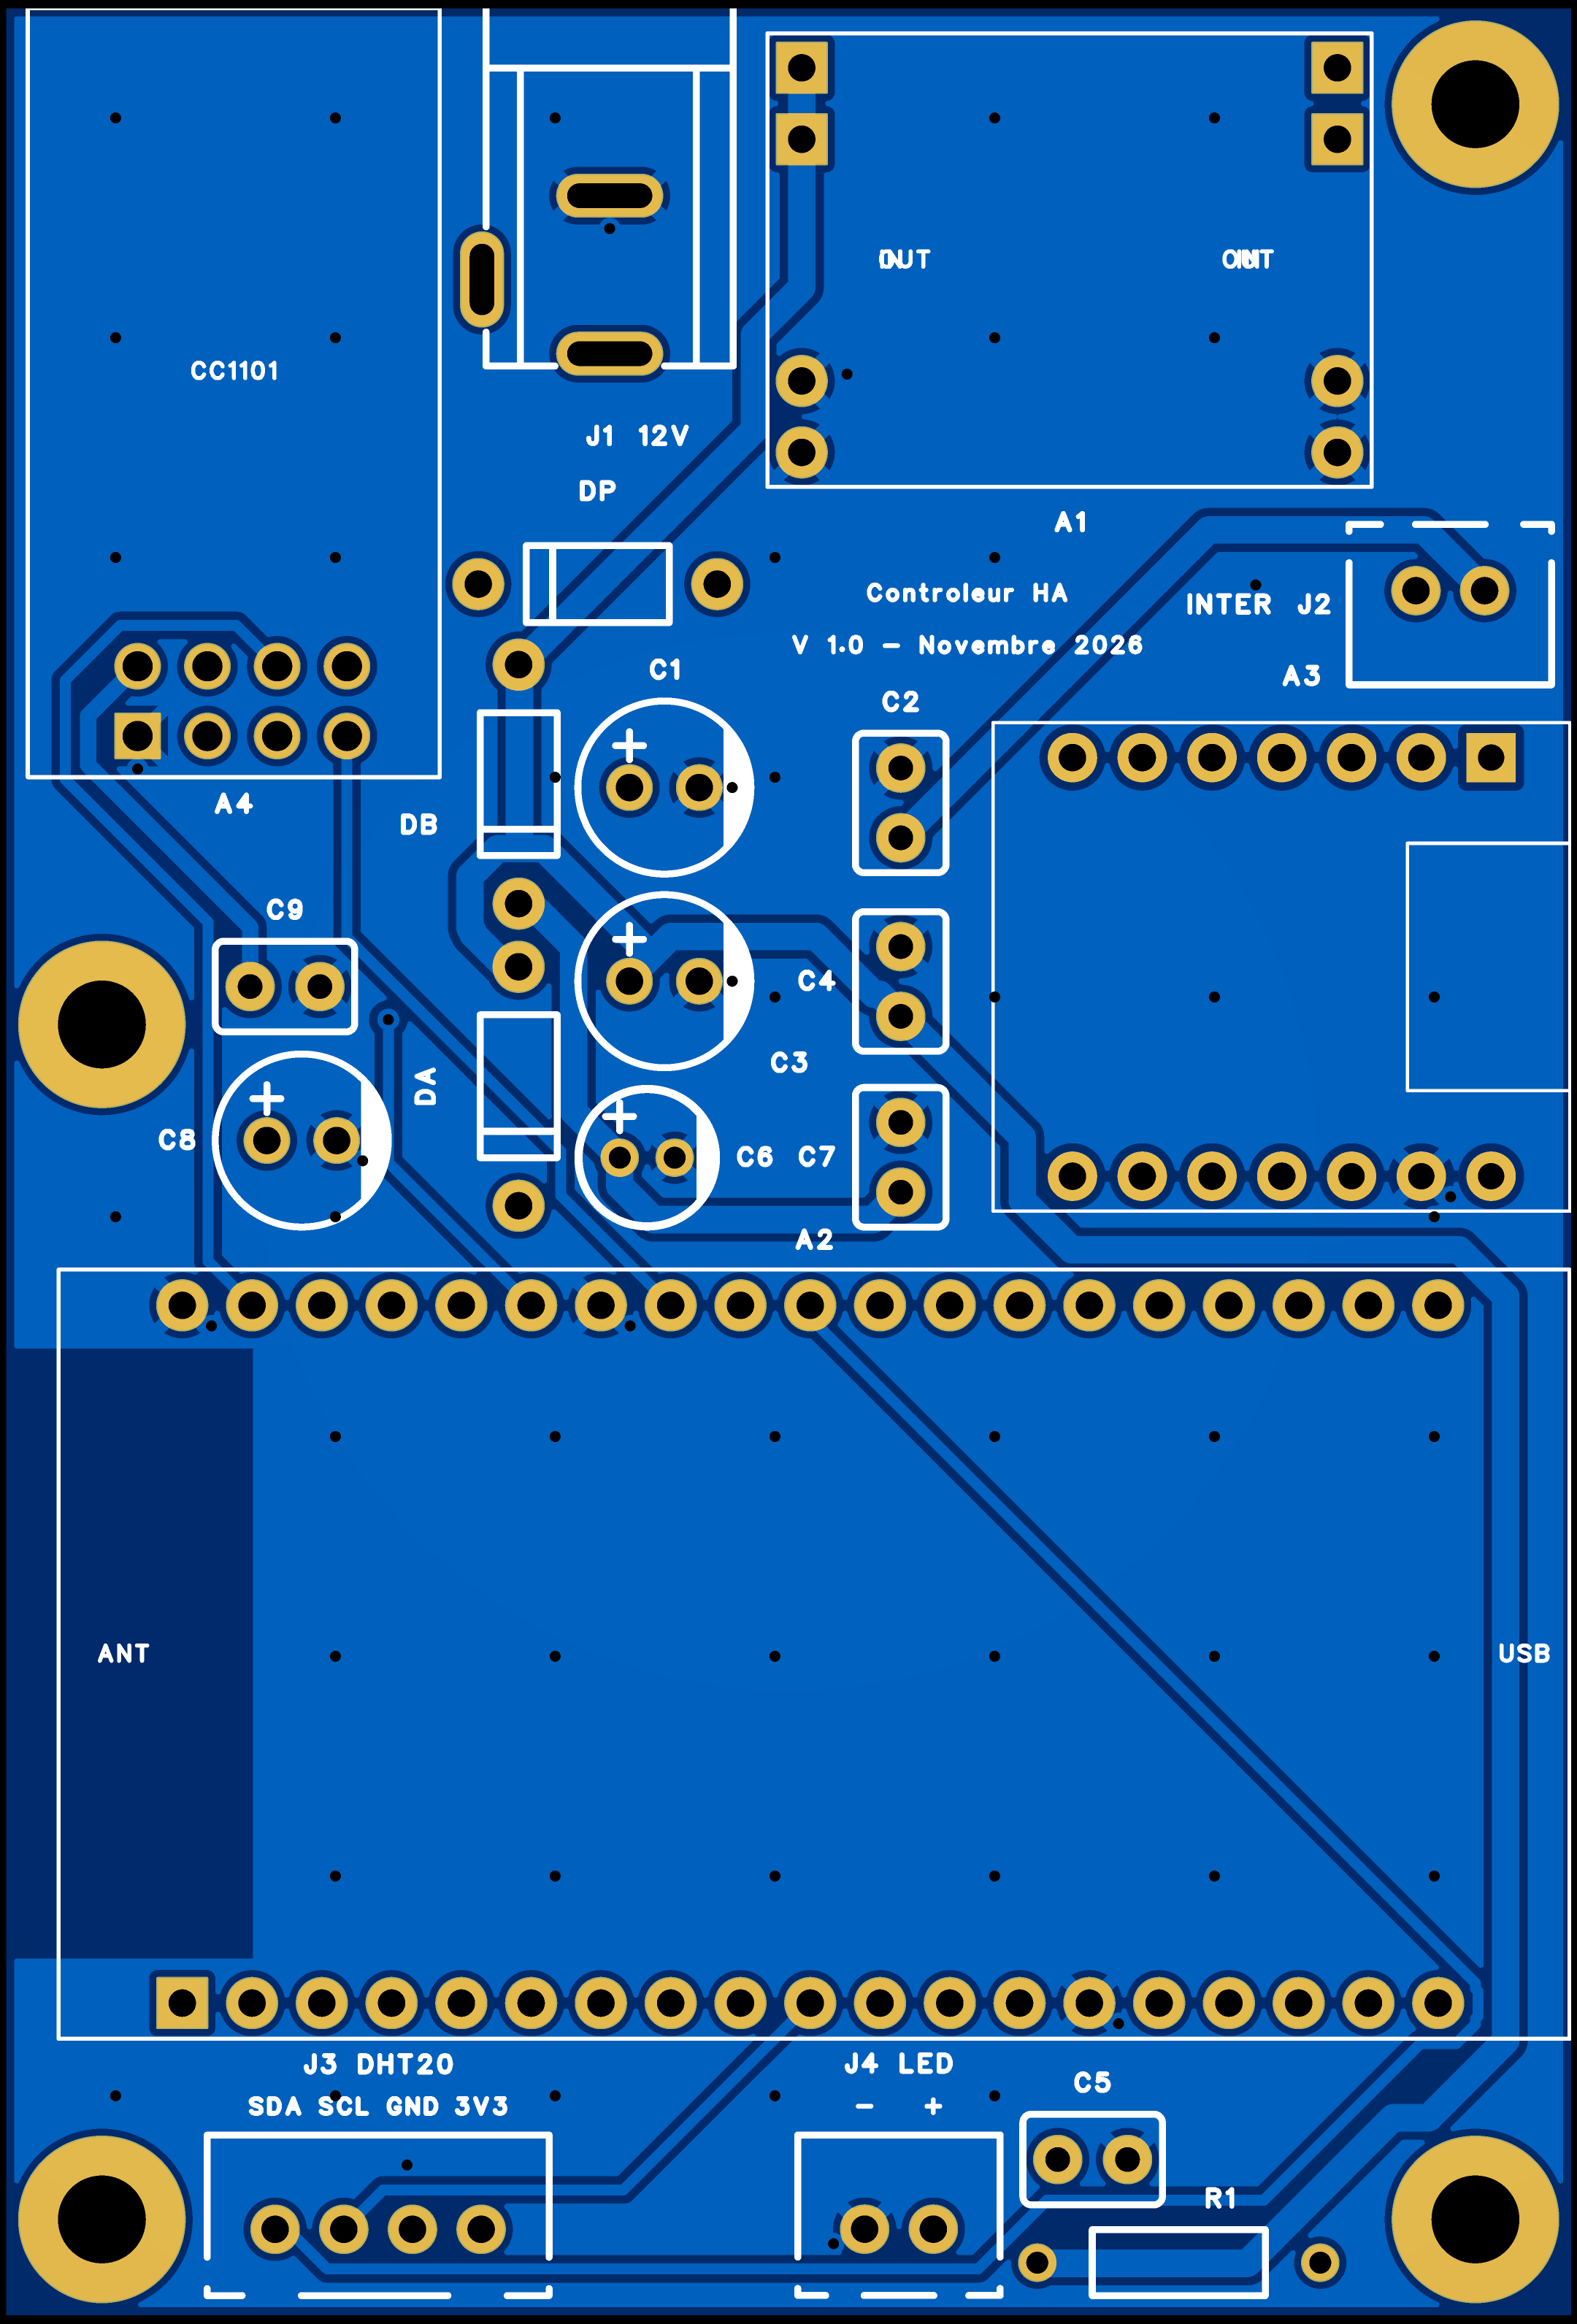 OUT
OUT
CC1101
J1 12V
DP
A1
Controleur HA
INTER J2
V 1.0 - Novembre 2026
C1
A3
C2
A4
DB
C9
C4
C3
DA
C8
C6 C7
A2
ANT
USB
J3 DHT20
J4 LED
C5
SDA SCL GND 3V3
- +
R1